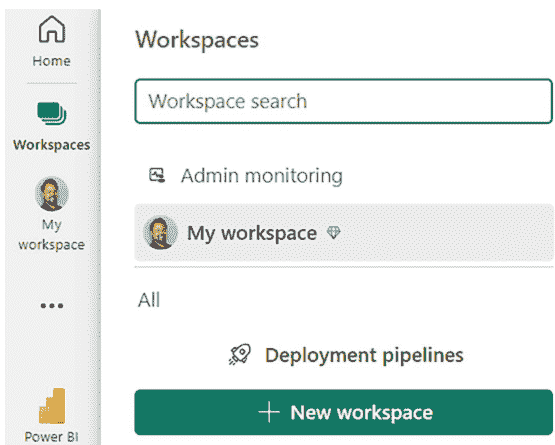 Home
Workspaces
My
workspace
Power BI
Workspaces
Workspace search
Admin monitoring
My workspace
All
Deployment pipelines
New workspace